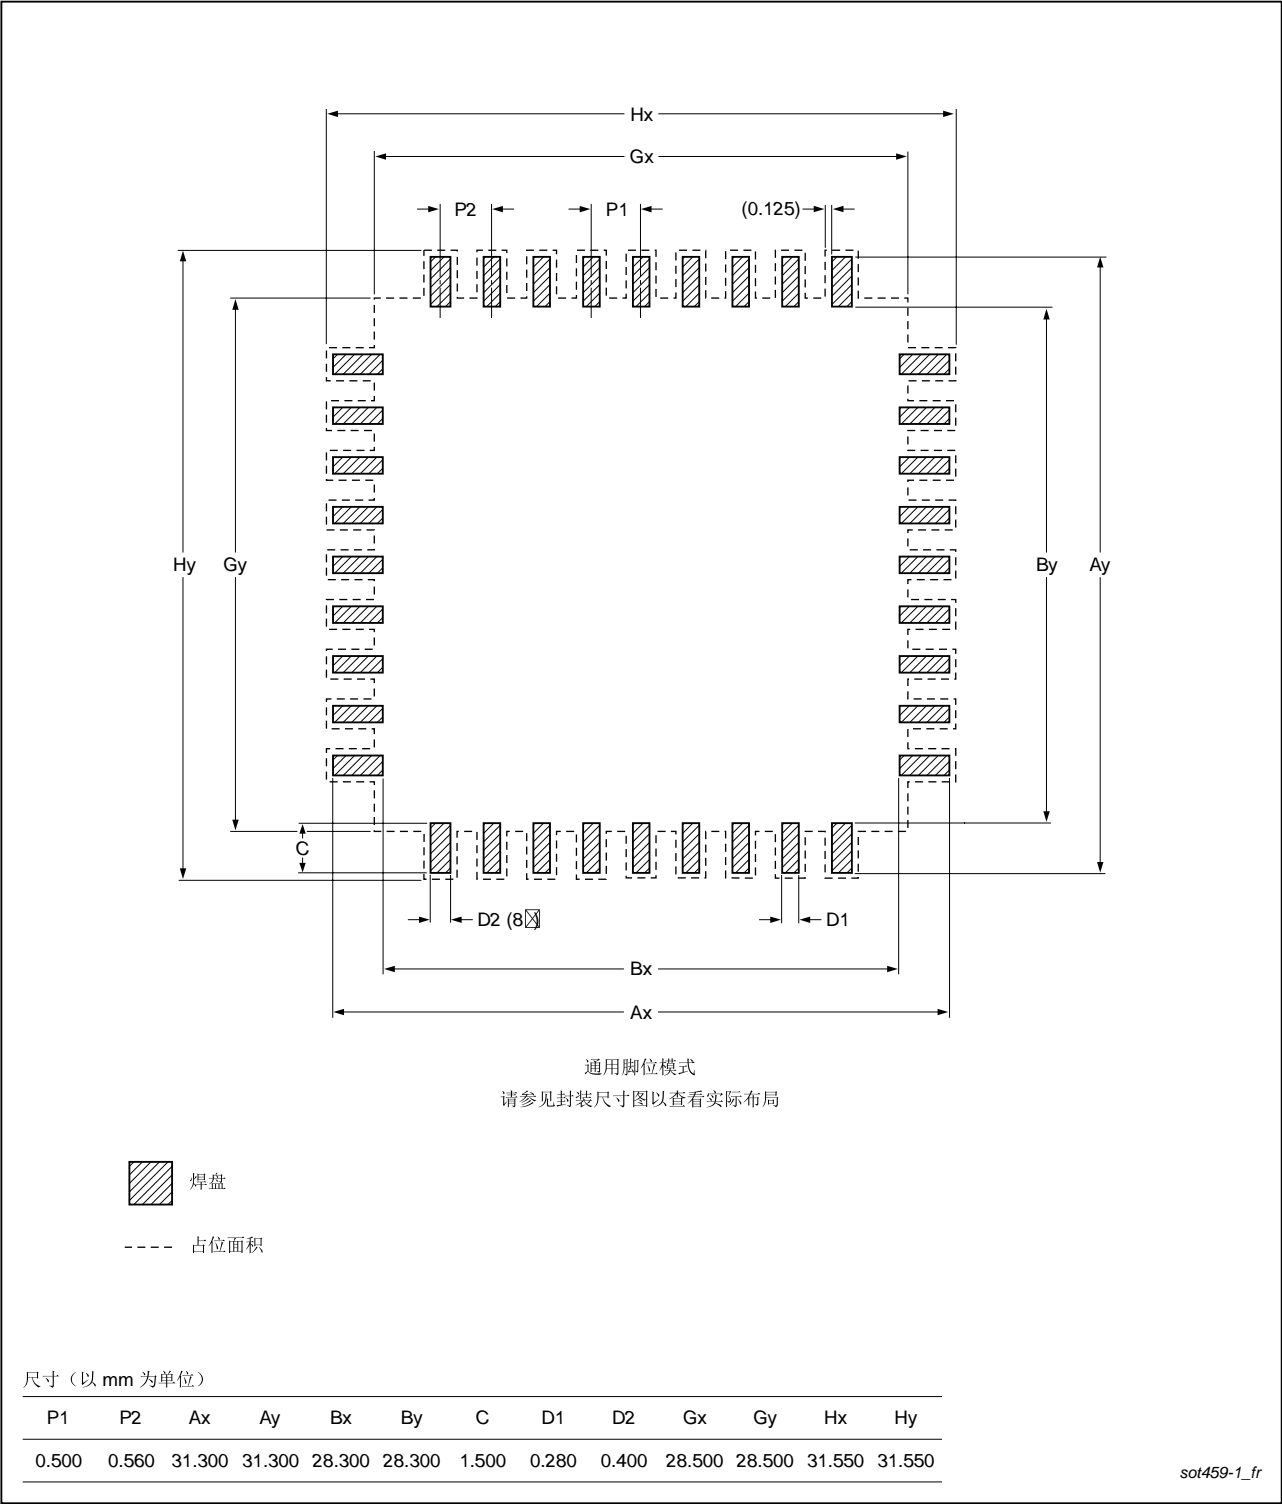 Hx
Gx
P2
P1
(0.125)
Hy
Gy
By
Ay
C
D2 (8
D1
Bx
Ax
通用脚位模式
请参见封装尺寸图以查看实际布局
焊盘
占位面积
尺寸（以 mm 为单位）
P1 P2 Ax Ay Bx By C D1 D2 Gx Gy Hx Hy
0.500 0.560 31.300 31.300 28.300 28.300 1.500 0.280 0.400 28.500 28.500 31.550 31.550
sot459-1_fr